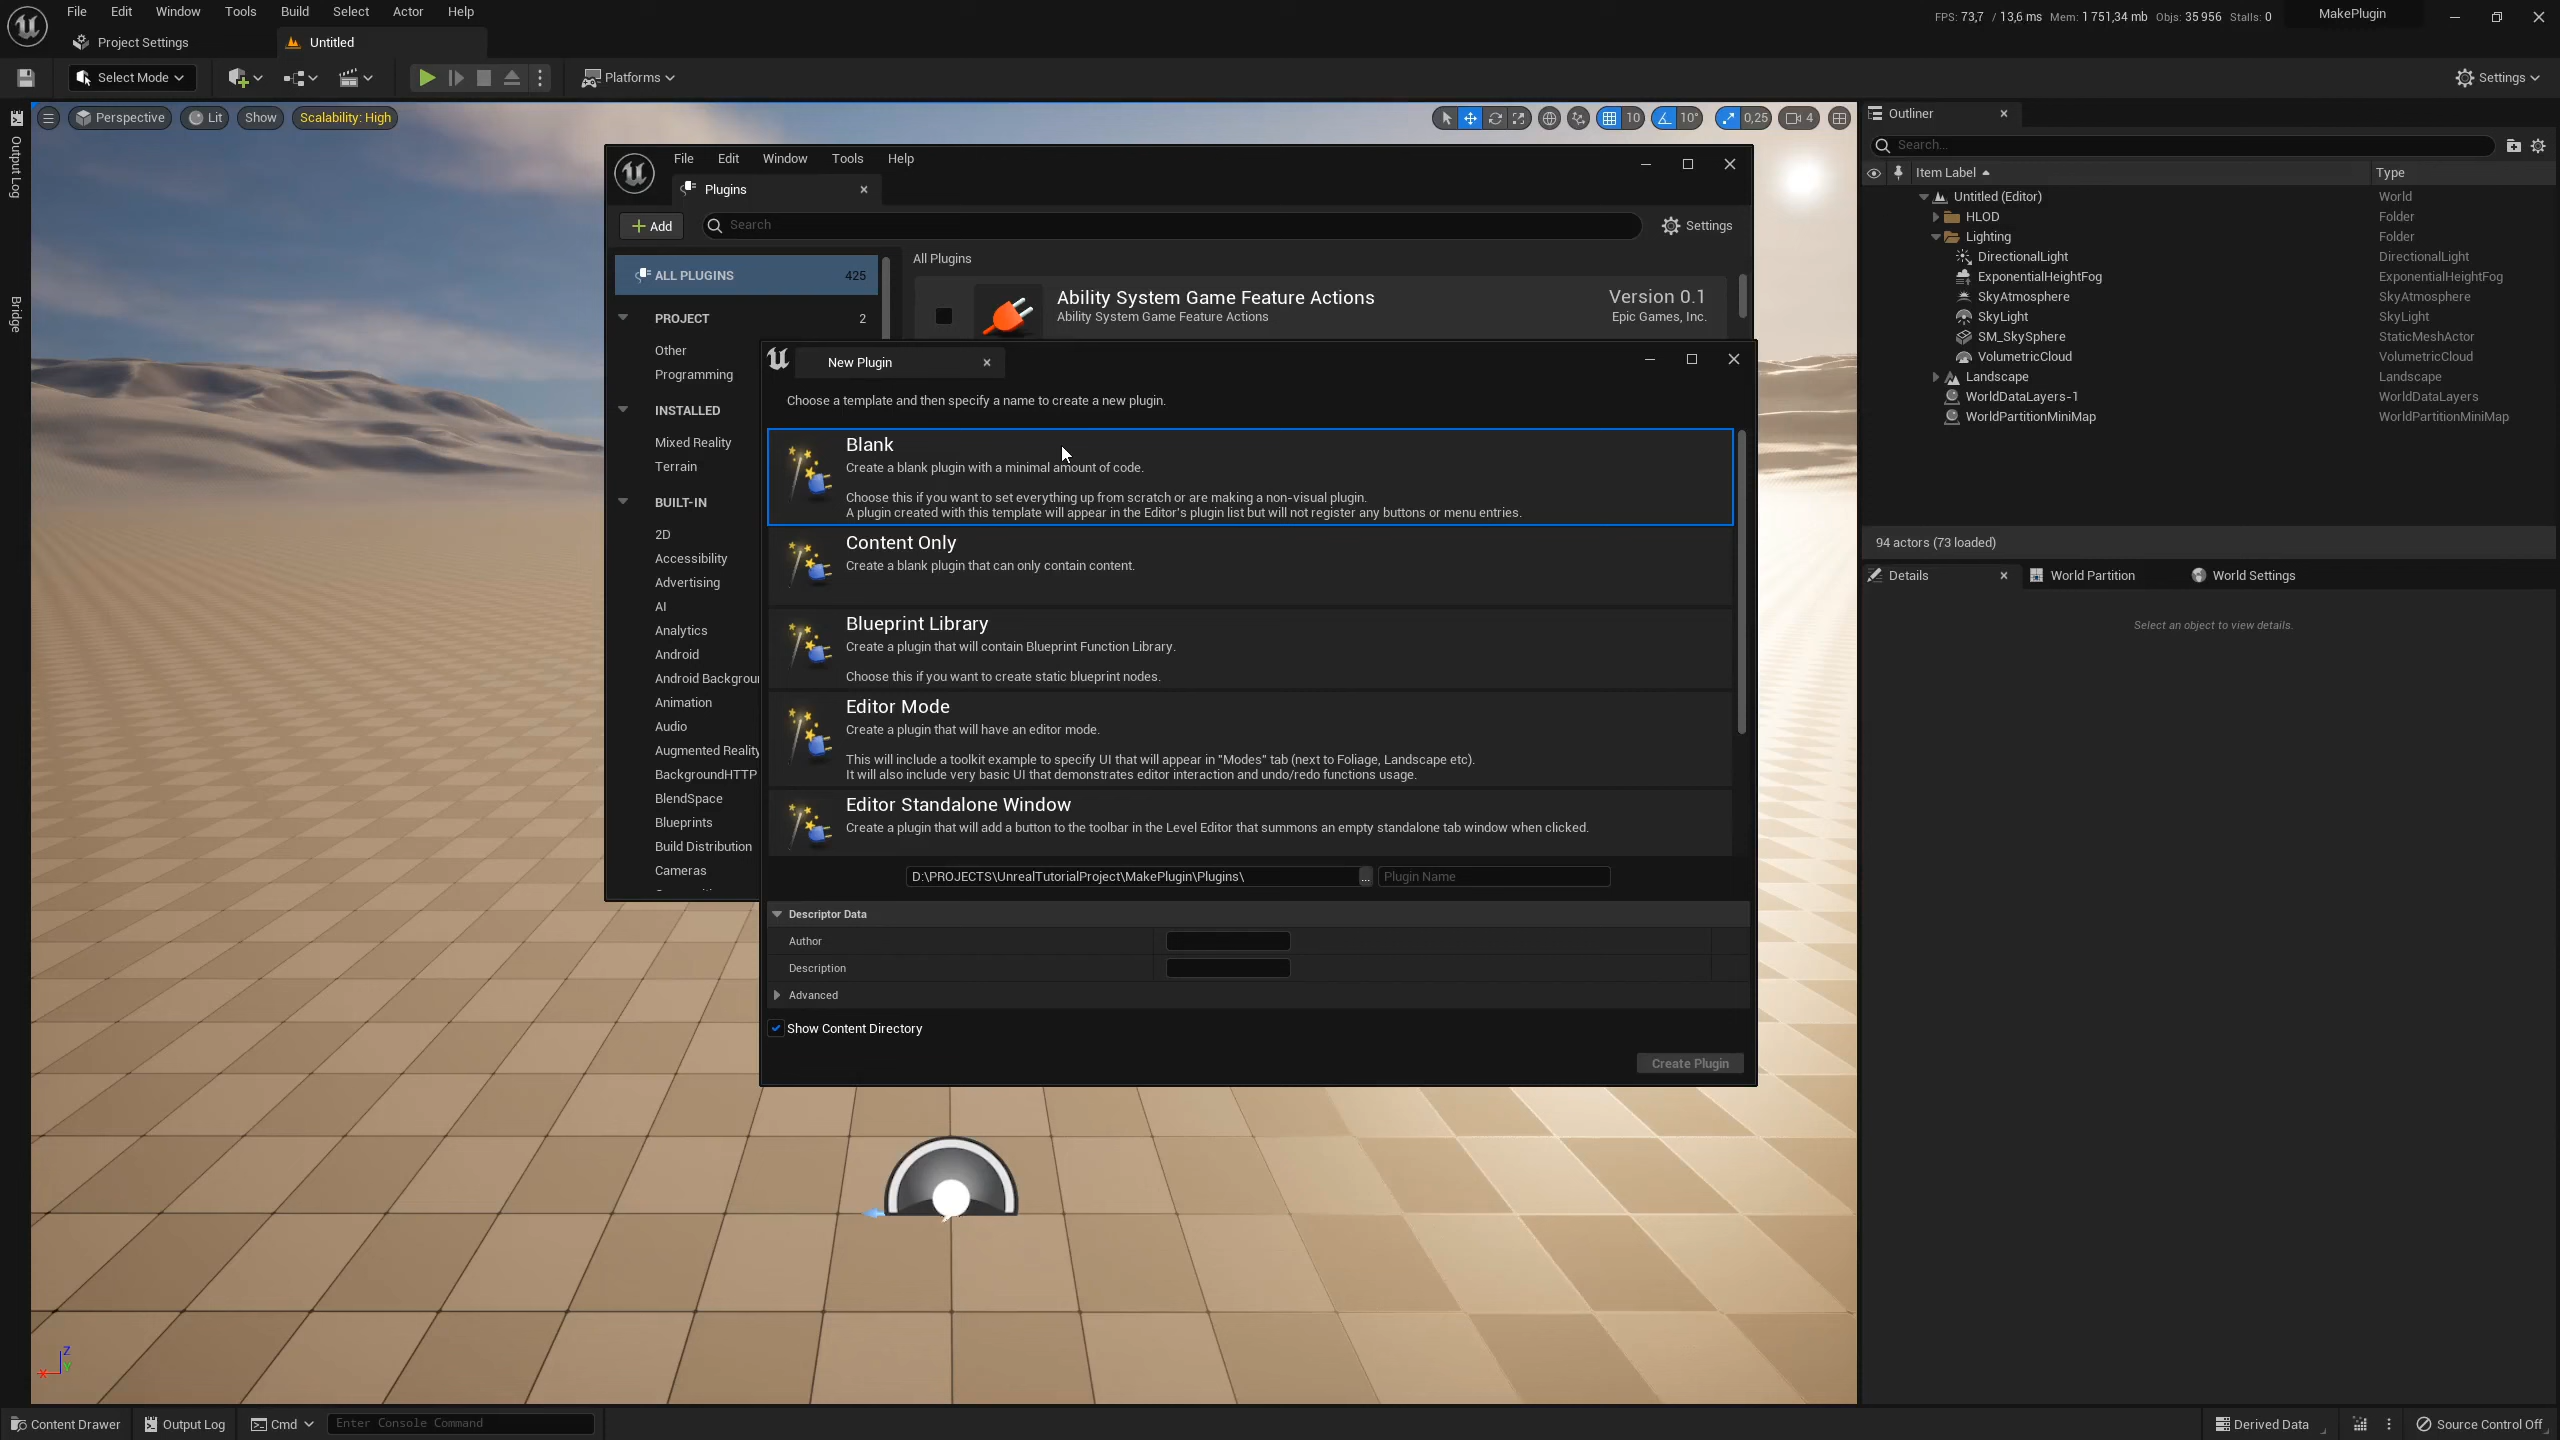 File Edit Window Tools Build Select Actor Help
FPS: 73,7 / 13,6 ms Mem: 1 751,34 mb Objs: 35 956 Stalls: 0
MakePlugin
Project Settings
Untitled
Select Mode
Platforms
Settings
Output Log
Bridge
Perspective
Lit
Show
Scalability: High
10
10°
0,25
4
File Edit Window Tools Help
Plugins
Add
Search
Settings
ALL PLUGINS 425
PROJECT 2
Other
Programming
INSTALLED
Mixed Reality
Terrain
BUILT-IN
2D
Accessibility
Advertising
AI
Analytics
Android
Android Backgrou
Animation
Audio
Augmented Reality
BackgroundHTTP
BlendSpace
Blueprints
Build Distribution
Cameras
All Plugins
Ability System Game Feature Actions
Version 0.1
Ability System Game Feature Actions
Epic Games, Inc.
New Plugin
Choose a template and then specify a name to create a new plugin.
Blank
Create a blank plugin with a minimal amount of code.
Choose this if you want to set everything up from scratch or are making a non-visual plugin.
A plugin created with this template will appear in the Editor's plugin list but will not register any buttons or menu entries.
Content Only
Create a blank plugin that can only contain content.
Blueprint Library
Create a plugin that will contain Blueprint Function Library.
Choose this if you want to create static blueprint nodes.
Editor Mode
Create a plugin that will have an editor mode.
This will include a toolkit example to specify UI that will appear in "Modes" tab (next to Foliage, Landscape etc).
It will also include very basic UI that demonstrates editor interaction and undo/redo functions usage.
Editor Standalone Window
Create a plugin that will add a button to the toolbar in the Level Editor that summons an empty standalone tab window when clicked.
D:\PROJECTS\UnrealTutorialProject\MakePlugin\Plugins\
...
Plugin Name
Descriptor Data
Author
Description
Advanced
Show Content Directory
Create Plugin
Outliner
Search...
Item Label Type
Untitled (Editor) World
HLOD Folder
Lighting Folder
DirectionalLight DirectionalLight
ExponentialHeightFog ExponentialHeightFog
SkyAtmosphere SkyAtmosphere
SkyLight SkyLight
SM_SkySphere StaticMeshActor
VolumetricCloud VolumetricCloud
Landscape Landscape
WorldDataLayers-1 WorldDataLayers
WorldPartitionMiniMap WorldPartitionMiniMap
94 actors (73 loaded)
Details
World Partition
World Settings
Select an object to view details.
Z
Y
X
Content Drawer
Output Log
Cmd
Enter Console Command
Derived Data
Source Control Off